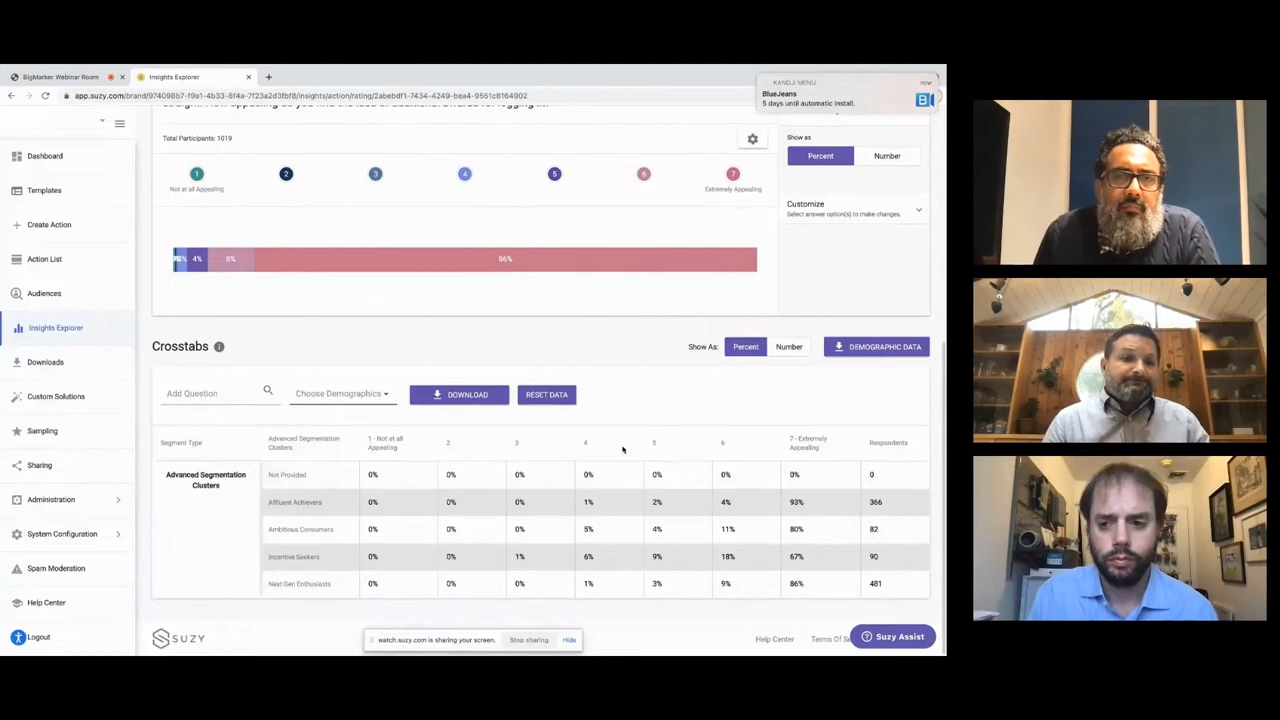 BigMarker Webinar Room
Insights Explorer
app.suzy.com/brand/974098b7-f9a1-4b33-8f4a-7f23a2d3fbf8/insights/action/rating/2abebdf1-7434-4249-bea4-9551c8164902
KANDJI MENU
now
BlueJeans
5 days until automatic install.
Dashboard
Templates
Create Action
Action List
Audiences
Insights Explorer
Downloads
Custom Solutions
Sampling
Sharing
Administration
System Configuration
Spam Moderation
Help Center
Logout
Total Participants: 1019
1 2 3 4 5 6 7
Not at all Appealing Extremely Appealing
4% 8% 86%
Show as
Percent Number
Customize
Select answer option(s) to make changes.
Crosstabs
Show As: Percent Number DEMOGRAPHIC DATA
Add Question Choose Demographics DOWNLOAD RESET DATA
Segment Type Advanced Segmentation Clusters 1 - Not at all Appealing 2 3 4 5 6 7 - Extremely Appealing Respondents
Advanced Segmentation Clusters
Not Provided 0% 0% 0% 0% 0% 0% 0% 0
Affluent Achievers 0% 0% 0% 1% 2% 4% 93% 366
Ambitious Consumers 0% 0% 0% 5% 4% 11% 80% 82
Incentive Seekers 0% 0% 1% 6% 9% 18% 67% 90
Next Gen Enthusiasts 0% 0% 0% 1% 3% 9% 86% 481
SUZY
watch.suzy.com is sharing your screen. Stop sharing Hide
Help Center Terms Of
Suzy Assist